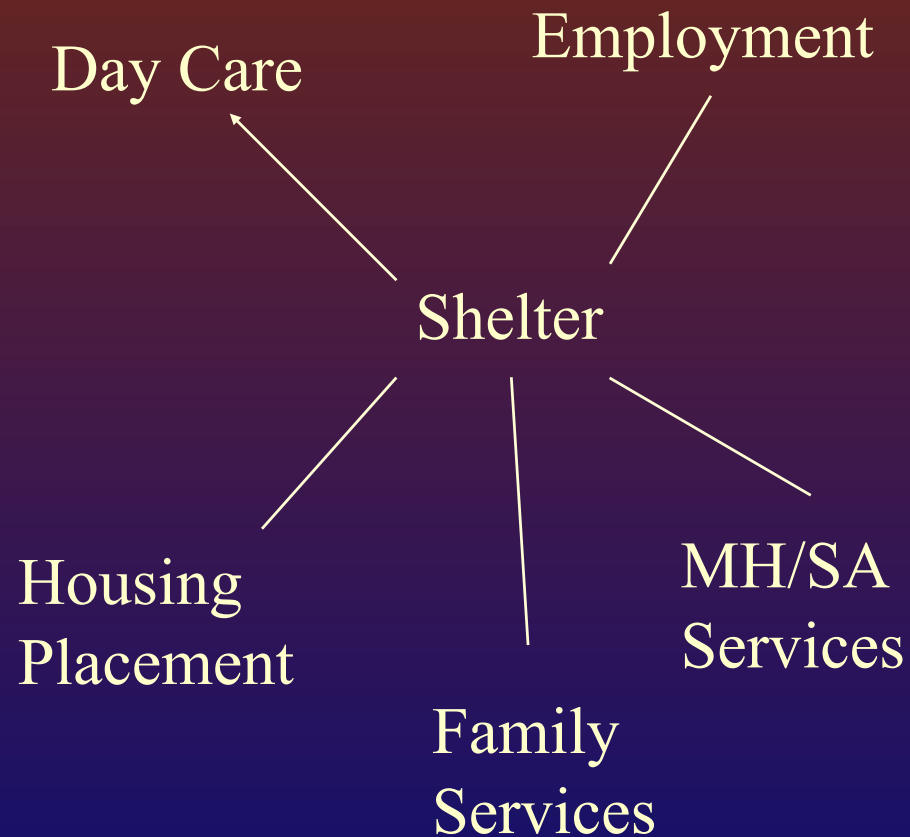 Day Care
Employment
Shelter
Housing
Placement
MH/SA
Services
Family
Services